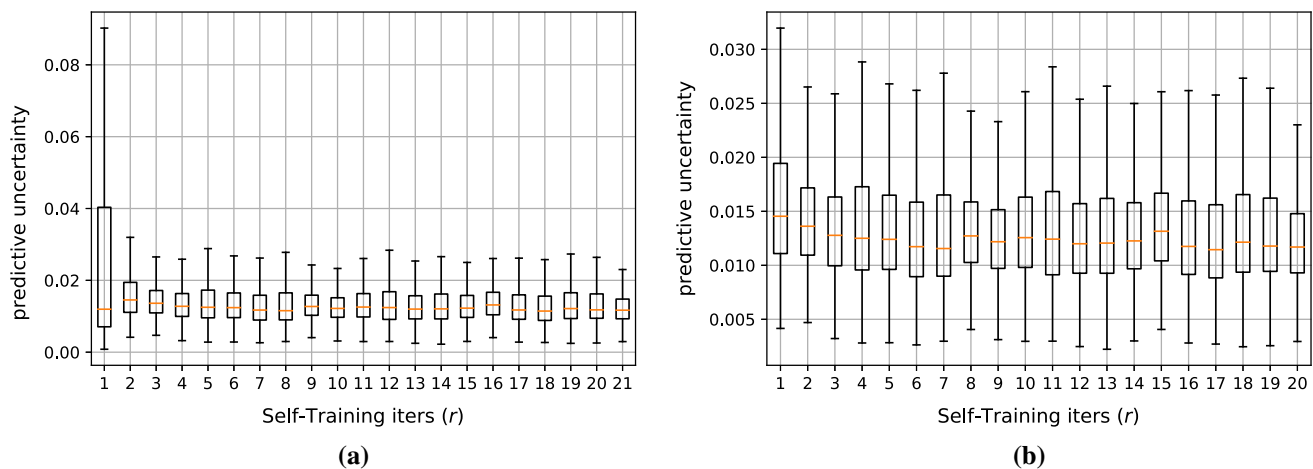 predictive uncertainty
0.08
0.06
0.04
0.02
0.00
1 2 3 4 5 6 7 8 9 10 11 12 13 14 15 16 17 18 19 20 21
Self-Training iters (r)
(a)
predictive uncertainty
0.030
0.025
0.020
0.015
0.010
0.005
1 2 3 4 5 6 7 8 9 10 11 12 13 14 15 16 17 18 19 20
Self-Training iters (r)
(b)